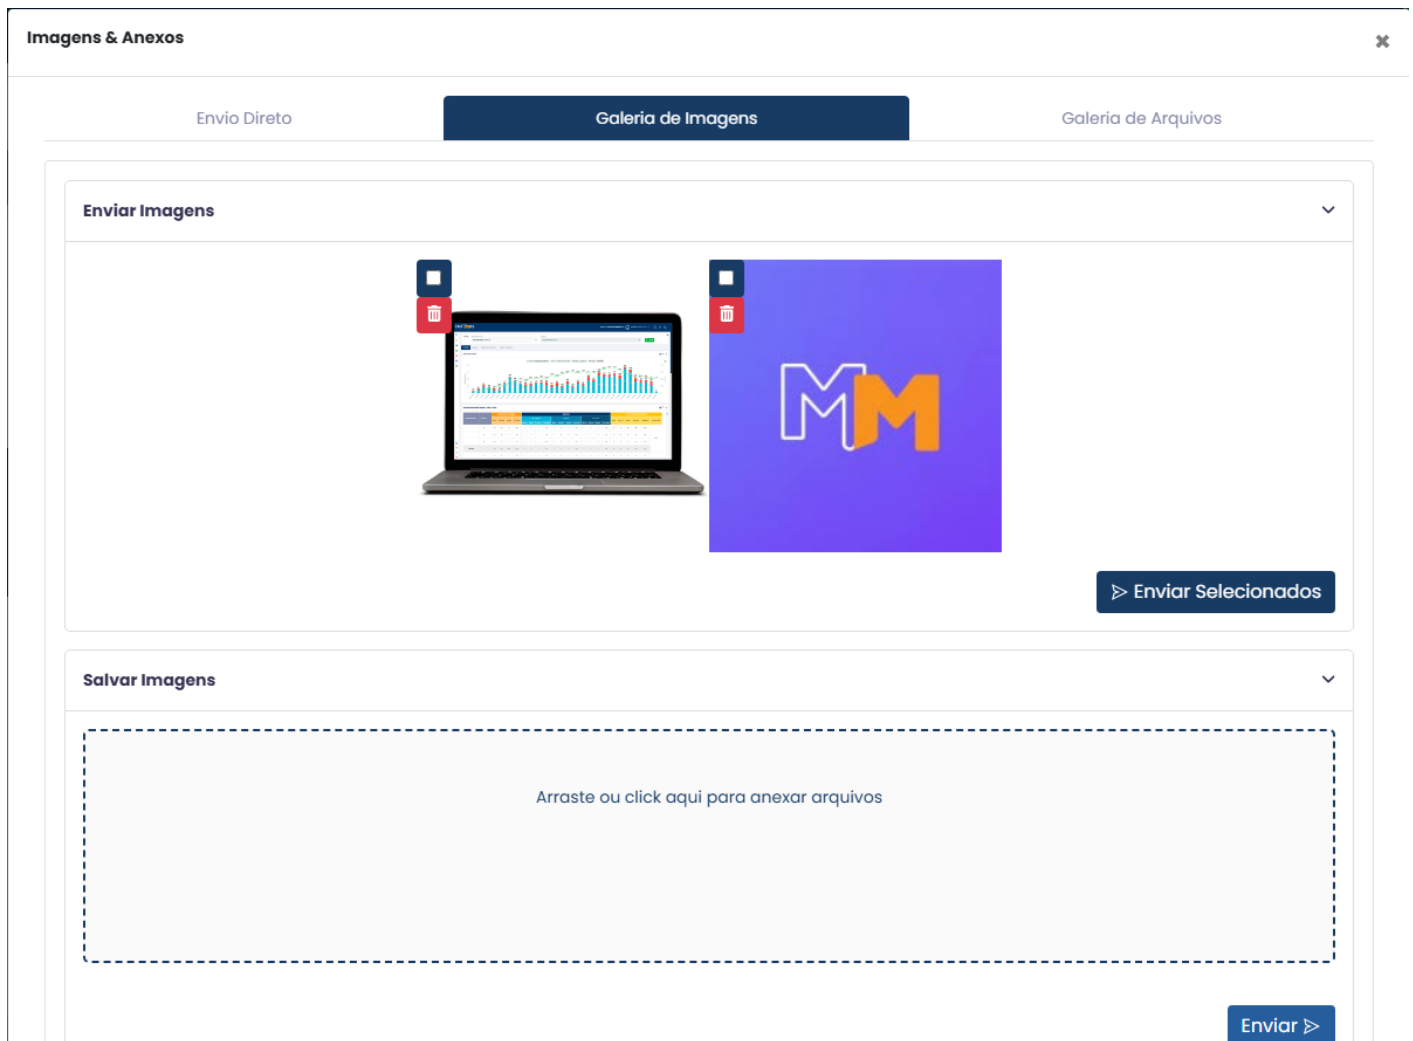 Imagens & Anexos
Envio Direto
Galeria de Imagens
Galeria de Arquivos
Enviar Imagens
MM
Enviar Selecionados
Salvar Imagens
Arraste ou click aqui para anexar arquivos
Enviar